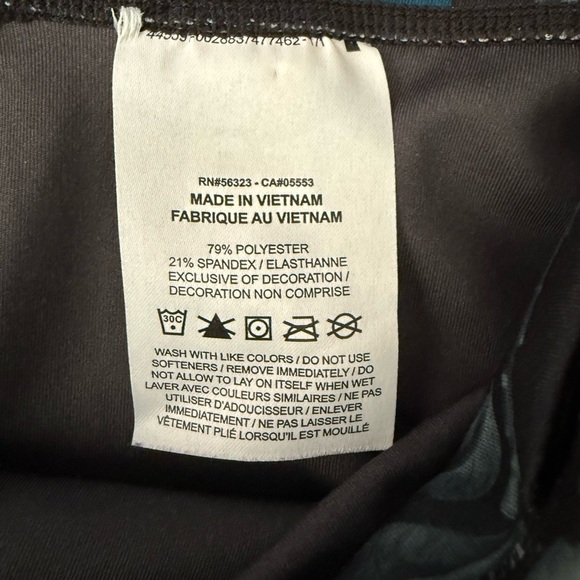 RN#56323 - CA#05553
MADE IN VIETNAM
FABRIQUE AU VIETNAM
79% POLYESTER
21% SPANDEX / ELASTHANNE
EXCLUSIVE OF DECORATION /
DECORATION NON COMPRISE
30C
WASH WITH LIKE COLORS / DO NOT USE
SOFTENERS / REMOVE IMMEDIATELY / DO
NOT ALLOW TO LAY ON ITSELF WHEN WET
LAVER AVEC COULEURS SIMILAIRES / NE PAS
UTILISER D'ADOUCISSEUR / ENLEVER
IMMÉDIATEMENT / NE PAS LAISSER LE
VÊTEMENT PLIÉ LORSQU'IL EST MOUILLÉ